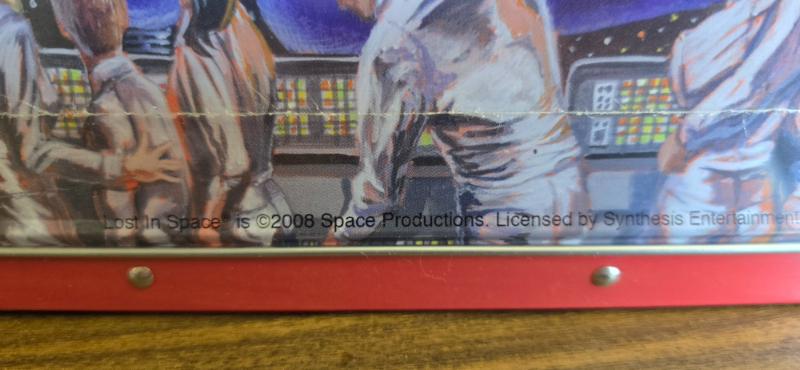 Lost In Space® is ©2008 Space Productions. Licensed by Synthesis Entertainment